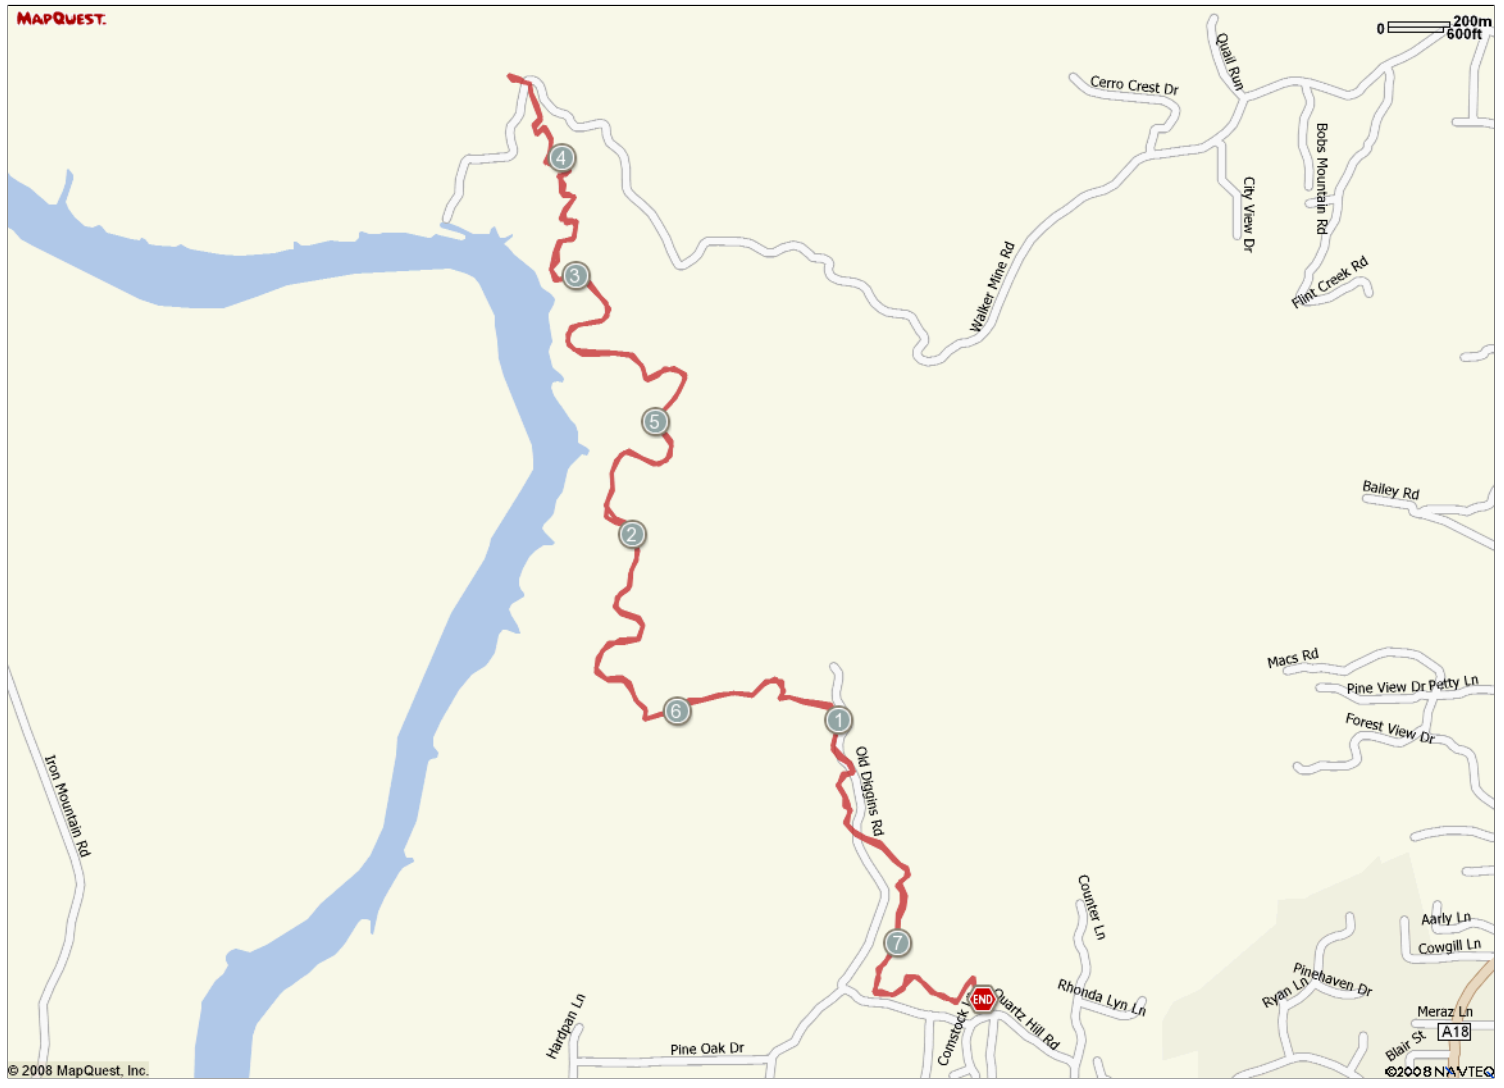 MAPQUEST.
0 200m
600ft
Quail Run
Cerro Crest Dr
Bobs Mountain Rd
City View Dr
4
Walker Mine Rd
Flint Creek Rd
3
5
Bailey Rd
2
Macs Rd
Pine View Dr
Petty Ln
6
1
Forest View Dr
Old Diggins Rd
Iron Mountain Rd
Counter Ln
Aarly Ln
7
Cowgill Ln
Pinehaven Dr
Ryan Ln
END
Quartz Hill Rd
Rhonda Lyn Ln
Comstock
Hardpan Ln
Meraz Ln
A18
Blair St
Pine Oak Dr
© 2008 MapQuest, Inc.
©2008 NAVTEQ